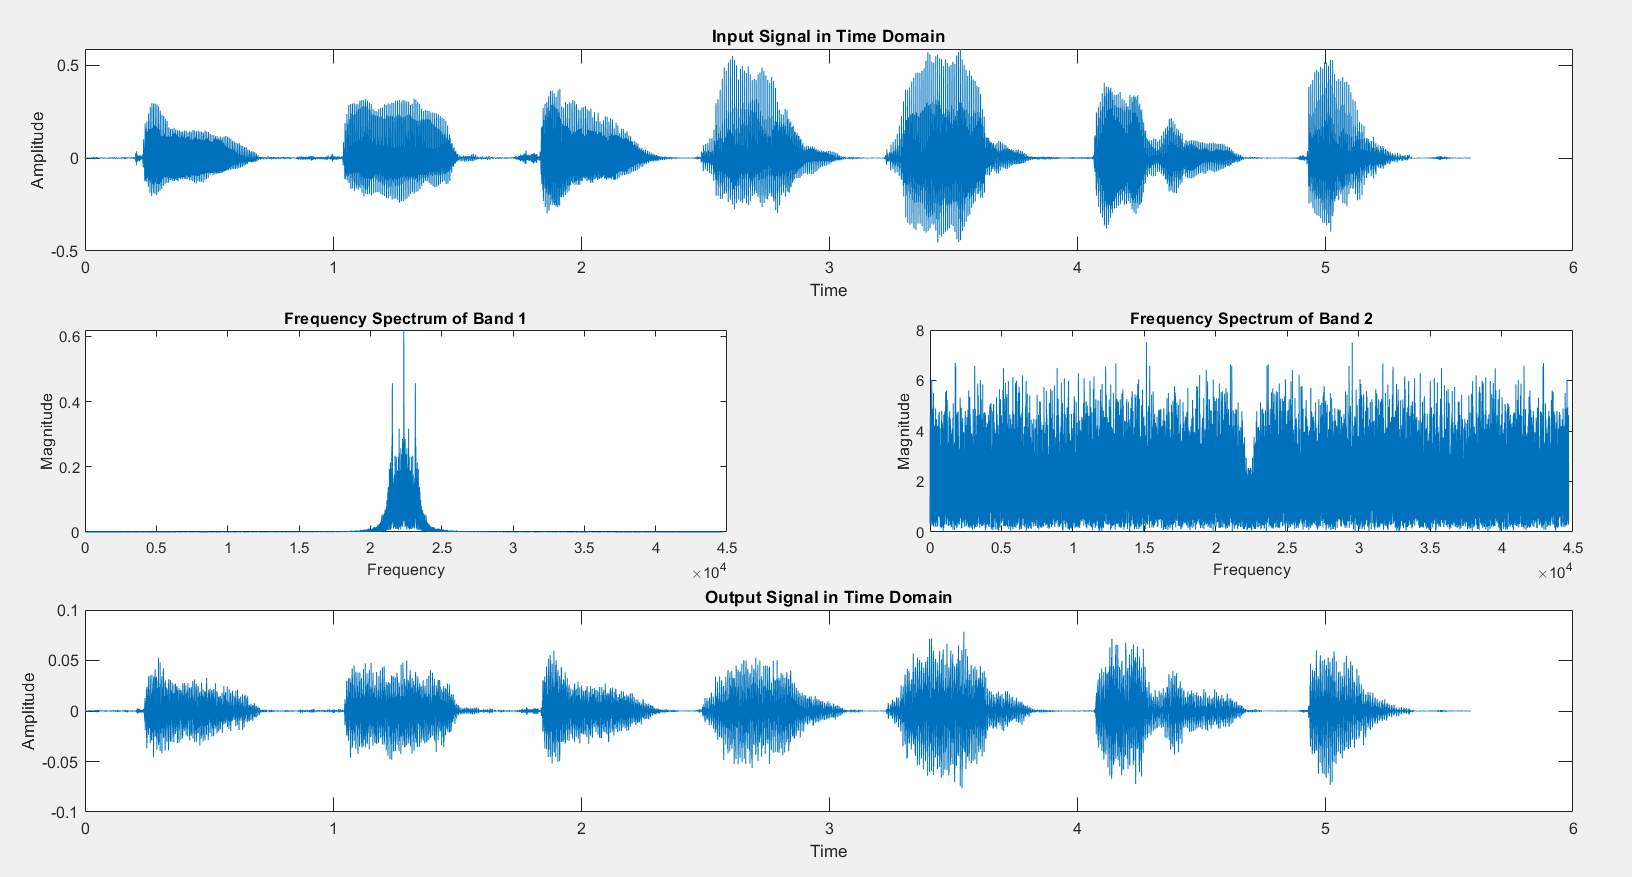 Input Signal in Time Domain
0.5
0
-0.5
Amplitude
0 1 2 3 4 5 6
Time
Frequency Spectrum of Band 1
0.6
0.4
0.2
0
Magnitude
0 0.5 1 1.5 2 2.5 3 3.5 4 4.5
Frequency
×10⁴
Frequency Spectrum of Band 2
8
6
4
2
0
Magnitude
0 0.5 1 1.5 2 2.5 3 3.5 4 4.5
Frequency
×10⁴
Output Signal in Time Domain
0.1
0.05
0
-0.05
-0.1
Amplitude
0 1 2 3 4 5 6
Time